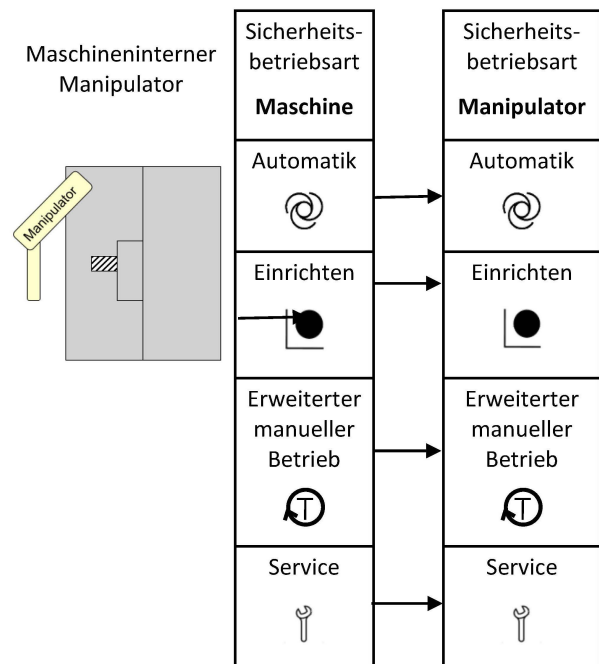 Maschineninterner
Manipulator
Manipulator
Sicherheits-
betriebsart
Maschine
Automatik
Einrichten
Erweiterter
manueller
Betrieb
T
Service
Sicherheits-
betriebsart
Manipulator
Automatik
Einrichten
Erweiterter
manueller
Betrieb
T
Service